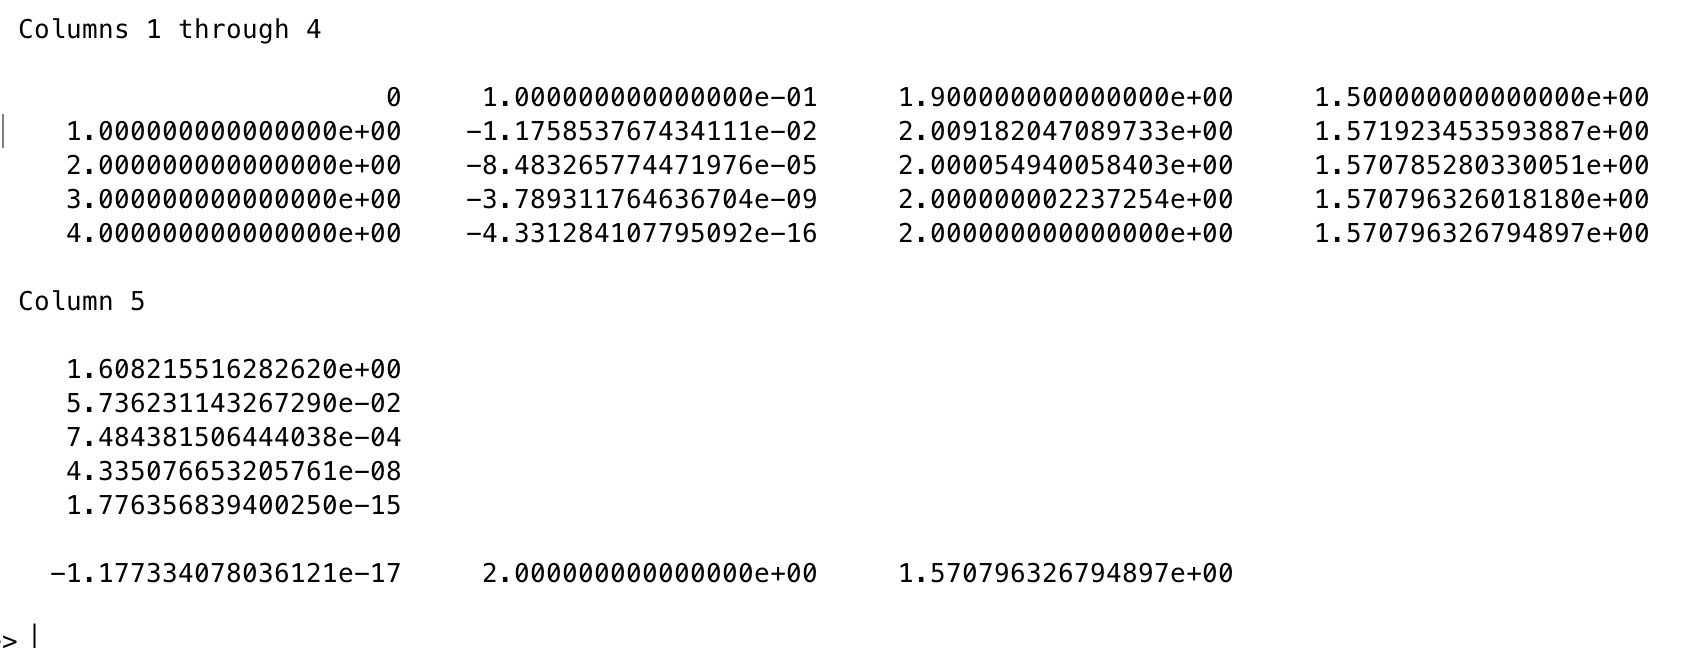 Columns 1 through 4
0 1.000000000000000e-01 1.900000000000000e+00 1.500000000000000e+00
1.000000000000000e+00 -1.175853767434111e-02 2.009182047089733e+00 1.571923453593887e+00
2.000000000000000e+00 -8.483265774471976e-05 2.000054940058403e+00 1.570785280330051e+00
3.000000000000000e+00 -3.789311764636704e-09 2.000000002237254e+00 1.570796326018180e+00
4.000000000000000e+00 -4.331284107795092e-16 2.000000000000000e+00 1.570796326794897e+00
Column 5
1.608215516282620e+00
5.736231143267290e-02
7.484381506444038e-04
4.335076653205761e-08
1.776356839400250e-15
-1.177334078036121e-17 2.000000000000000e+00 1.570796326794897e+00
>